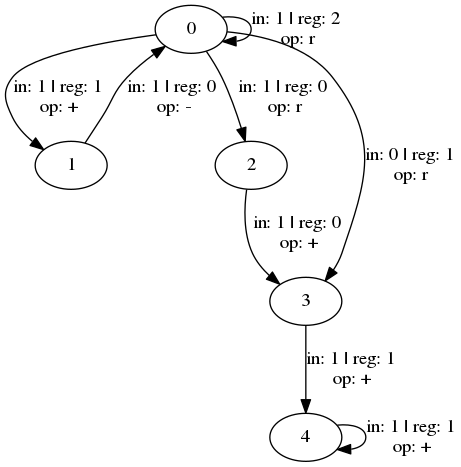 0
in: 1 | reg: 2
op: r
in: 1 | reg: 1
op: +
in: 1 | reg: 0
op: -
in: 1 | reg: 0
op: r
in: 0 | reg: 1
op: r
1
2
in: 1 | reg: 0
op: +
3
in: 1 | reg: 1
op: +
4
in: 1 | reg: 1
op: +